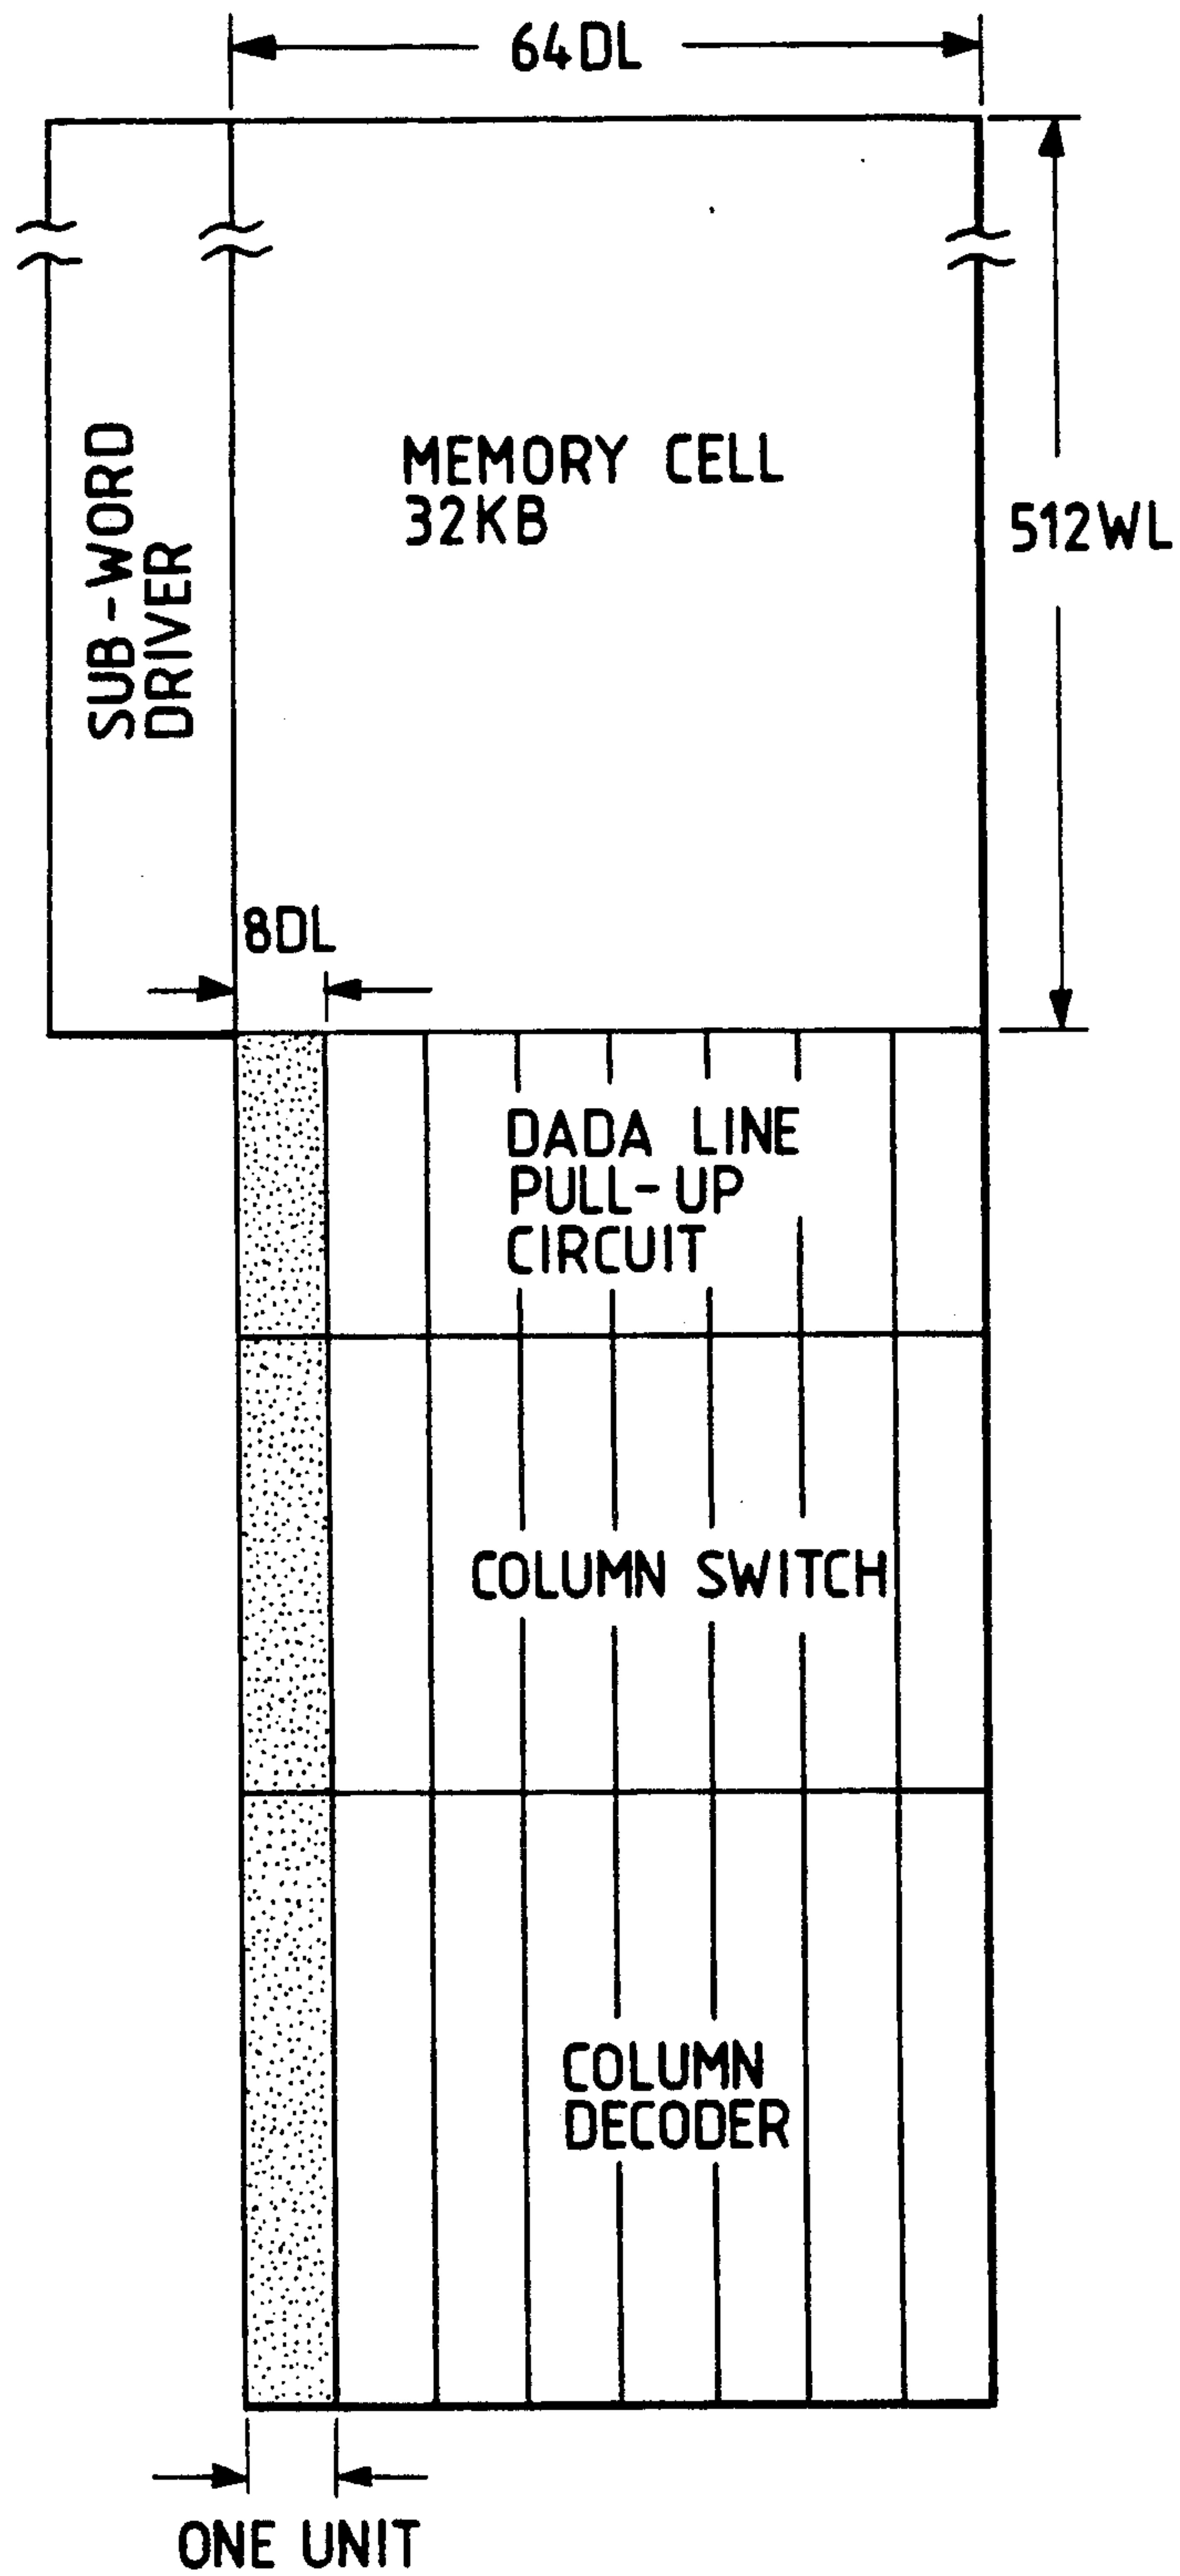 64DL
MEMORY CELL
32KB
512WL
SUB-WORD
DRIVER
8DL
DADA LINE
PULL-UP
CIRCUIT
COLUMN SWITCH
COLUMN
DECODER
ONE UNIT